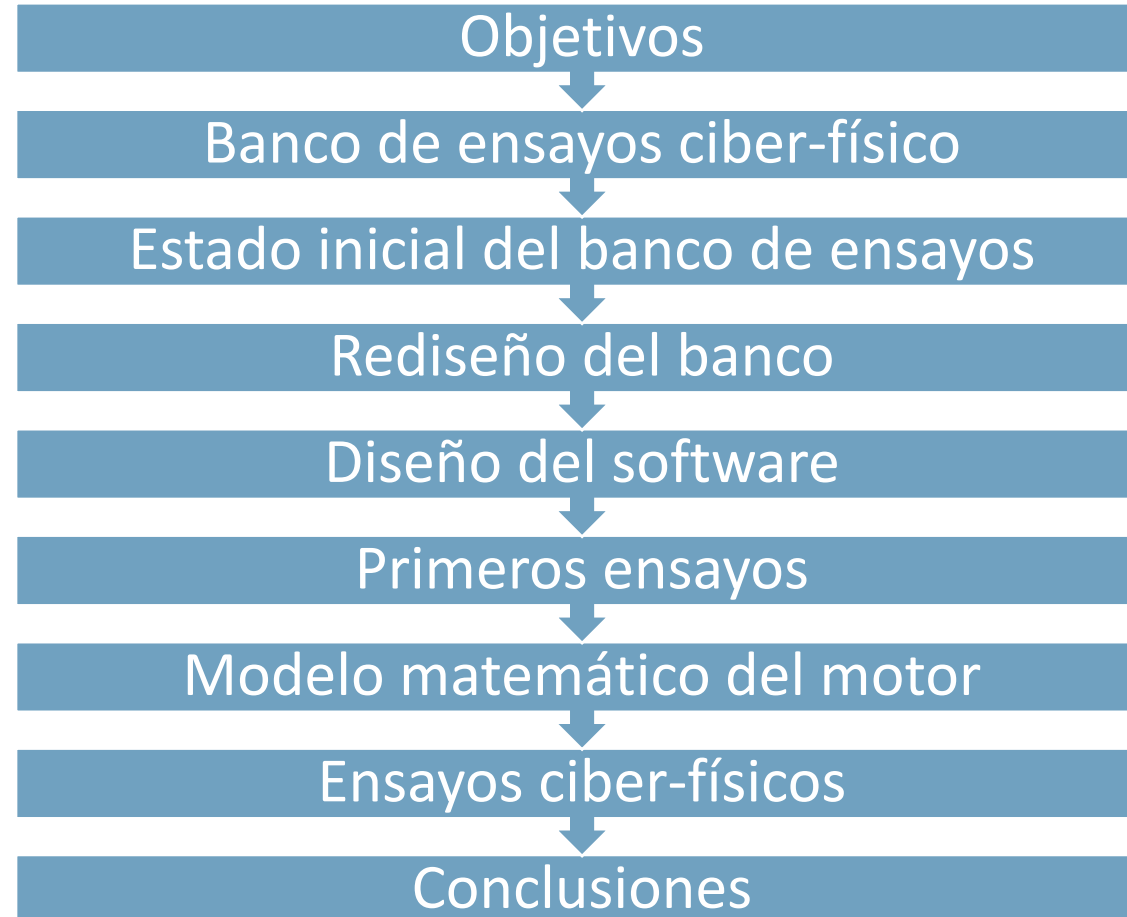 Objetivos
Banco de ensayos ciber-físico
Estado inicial del banco de ensayos
Rediseño del banco
Diseño del software
Primeros ensayos
Modelo matemático del motor
Ensayos ciber-físicos
Conclusiones